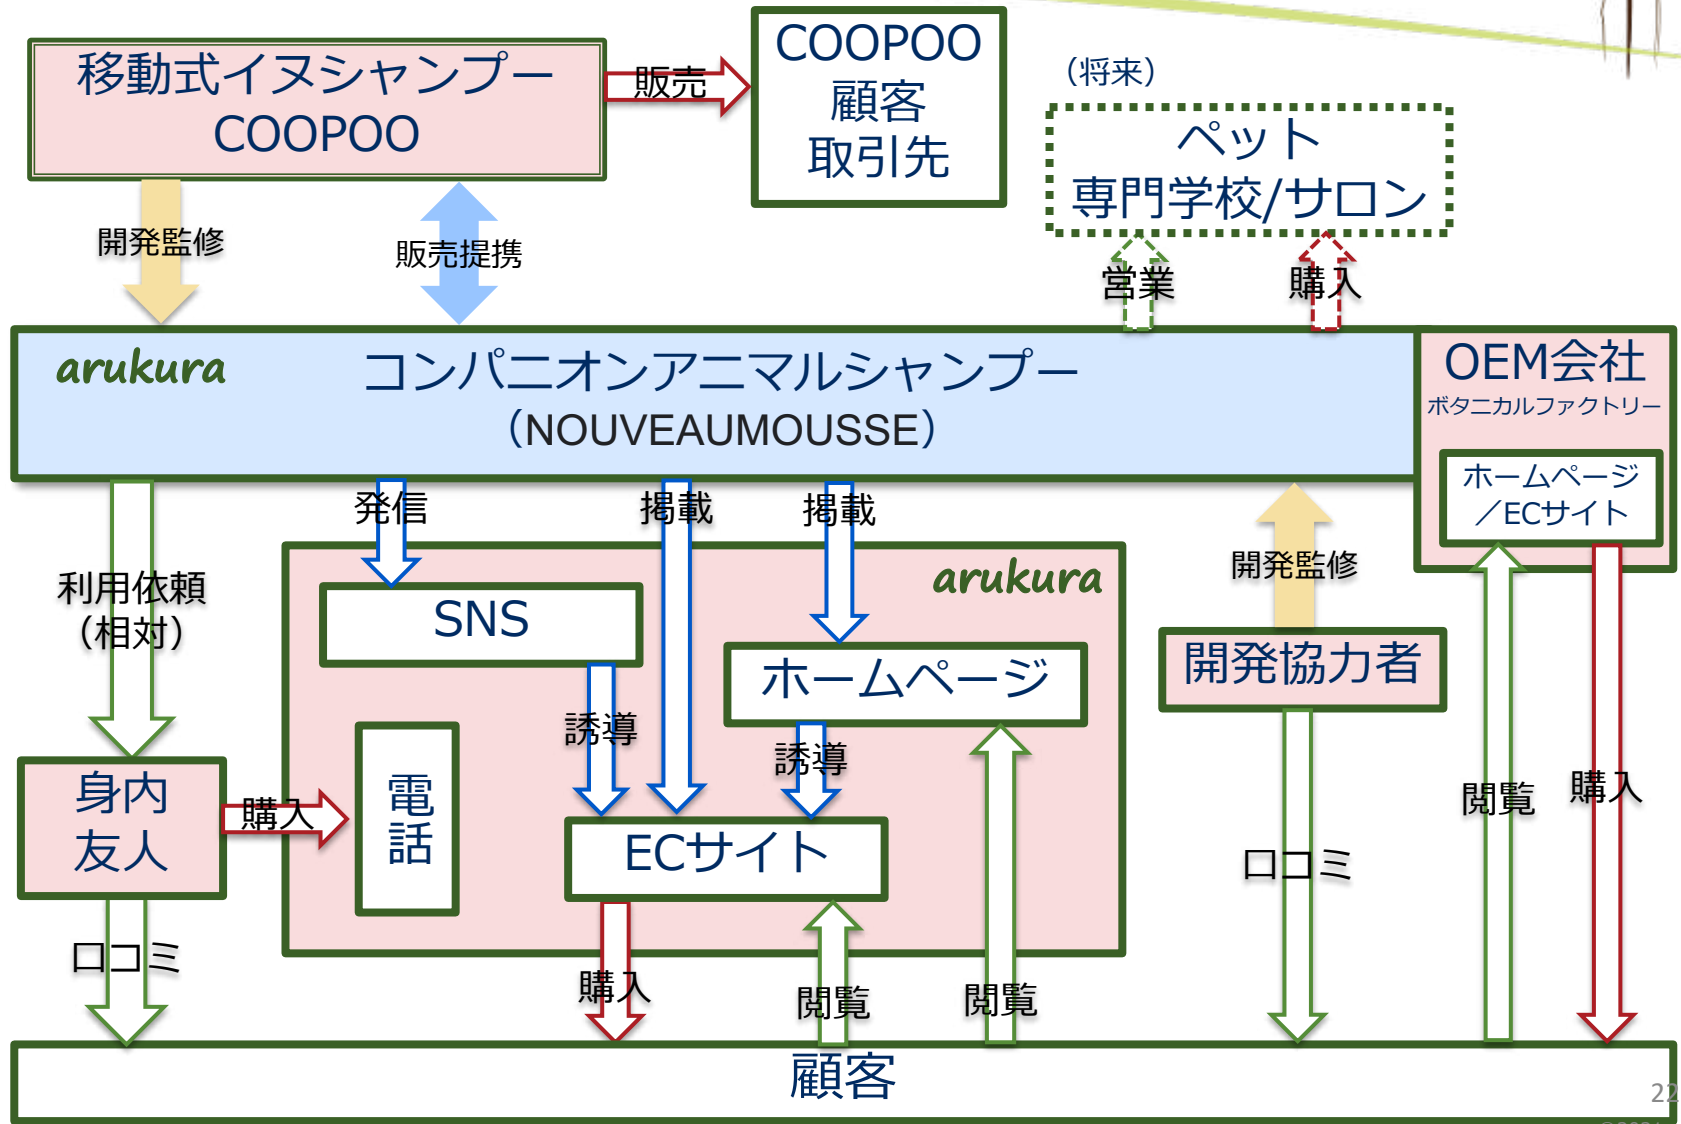 移動式イヌシャンプー
COOPOO
販売
COOPOO
顧客
取引先
（将来）
ペット
専門学校/サロン
開発監修
販売提携
営業
購入
arukura
コンパニオンアニマルシャンプー
（NOUVEAUMOUSSE）
OEM会社
ボタニカルファクトリー
ホームページ
／ECサイト
発信
掲載
掲載
利用依頼
（相対）
arukura
SNS
ホームページ
開発監修
開発協力者
誘導
誘導
電話
身内
友人
購入
ECサイト
閲覧
購入
口コミ
口コミ
購入
閲覧
閲覧
顧客
22